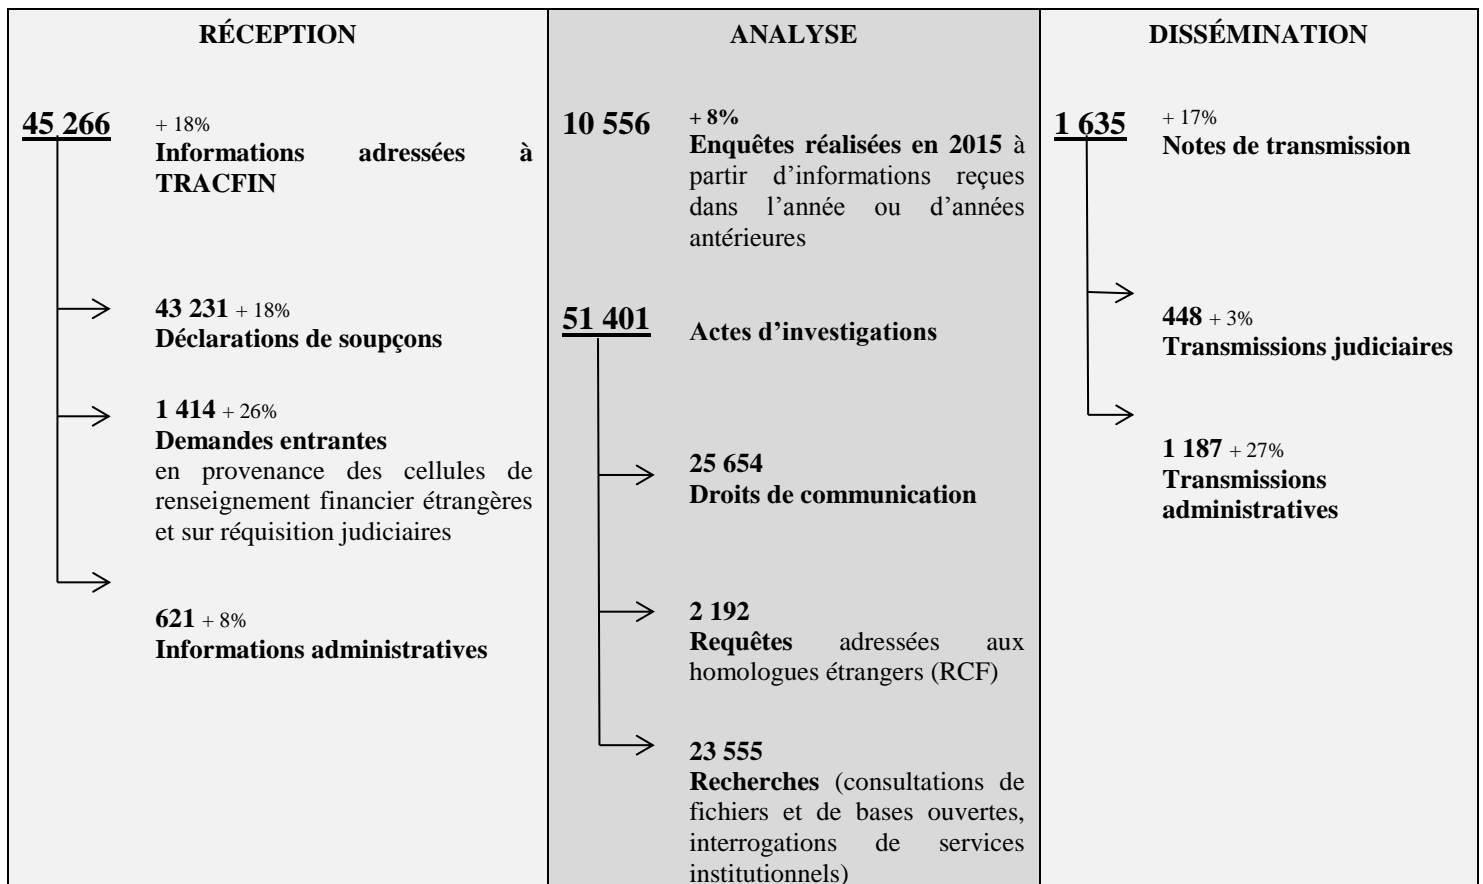 RÉCEPTION
45 266
+ 18%
Informations adressées à
TRACFIN
43 231 + 18%
Déclarations de soupçons
1 414 + 26%
Demandes entrantes
en provenance des cellules de
renseignement financier étrangères
et sur réquisition judiciaires
621 + 8%
Informations administratives
ANALYSE
10 556
+ 8%
Enquêtes réalisées en 2015 à
partir d’informations reçues
dans l’année ou d’années
antérieures
51 401
Actes d’investigations
25 654
Droits de communication
2 192
Requêtes adressées aux
homologues étrangers (RCF)
23 555
Recherches (consultations de
fichiers et de bases ouvertes,
interrogations de services
institutionnels)
DISSÉMINATION
1 635
+ 17%
Notes de transmission
448 + 3%
Transmissions judiciaires
1 187 + 27%
Transmissions
administratives